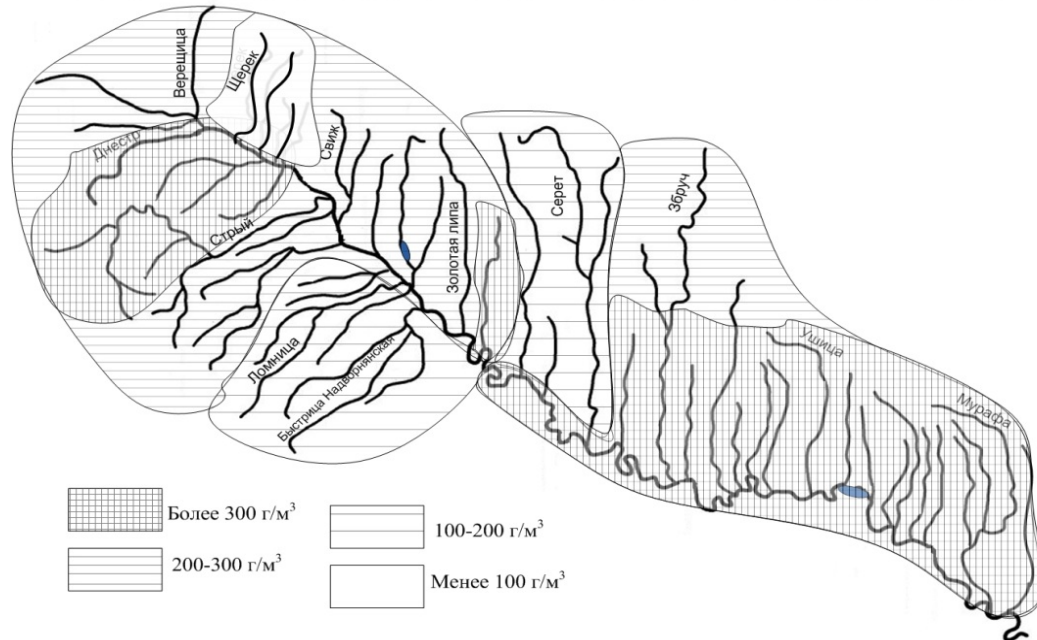 Верещица
Щерек
Днестр
Свиж
Стрый
Золотая липа
Серет
Збруч
Ломница
Быстрица Надворнянская
Ушица
Мурафа
Более 300 г/м³
200-300 г/м³
100-200 г/м³
Менее 100 г/м³